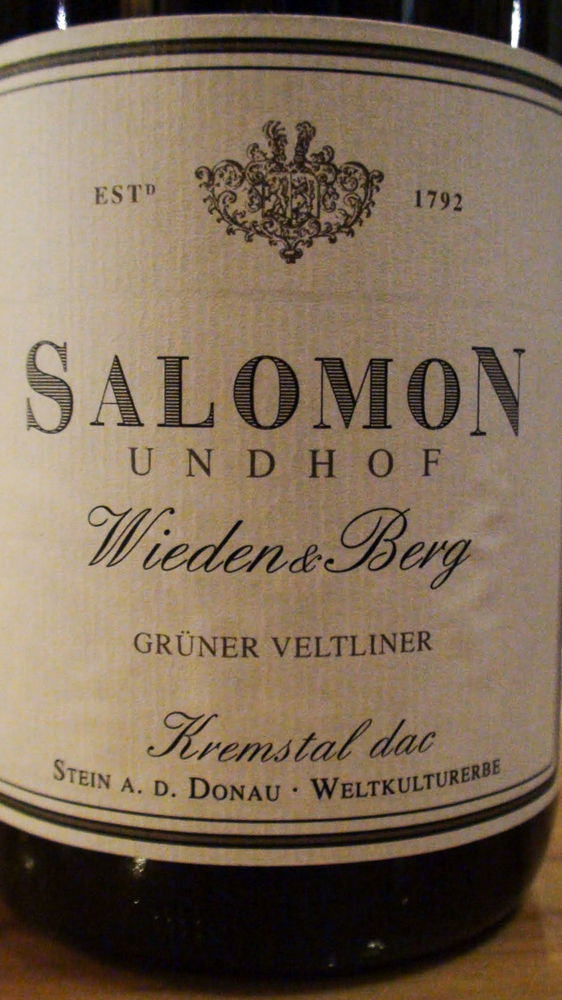 ESTᴰ 1792
SALOMON
UNDHOF
Wieden & Berg
GRÜNER VELTLINER
Kremstal dac
STEIN A. D. DONAU · WELTKULTURERBE